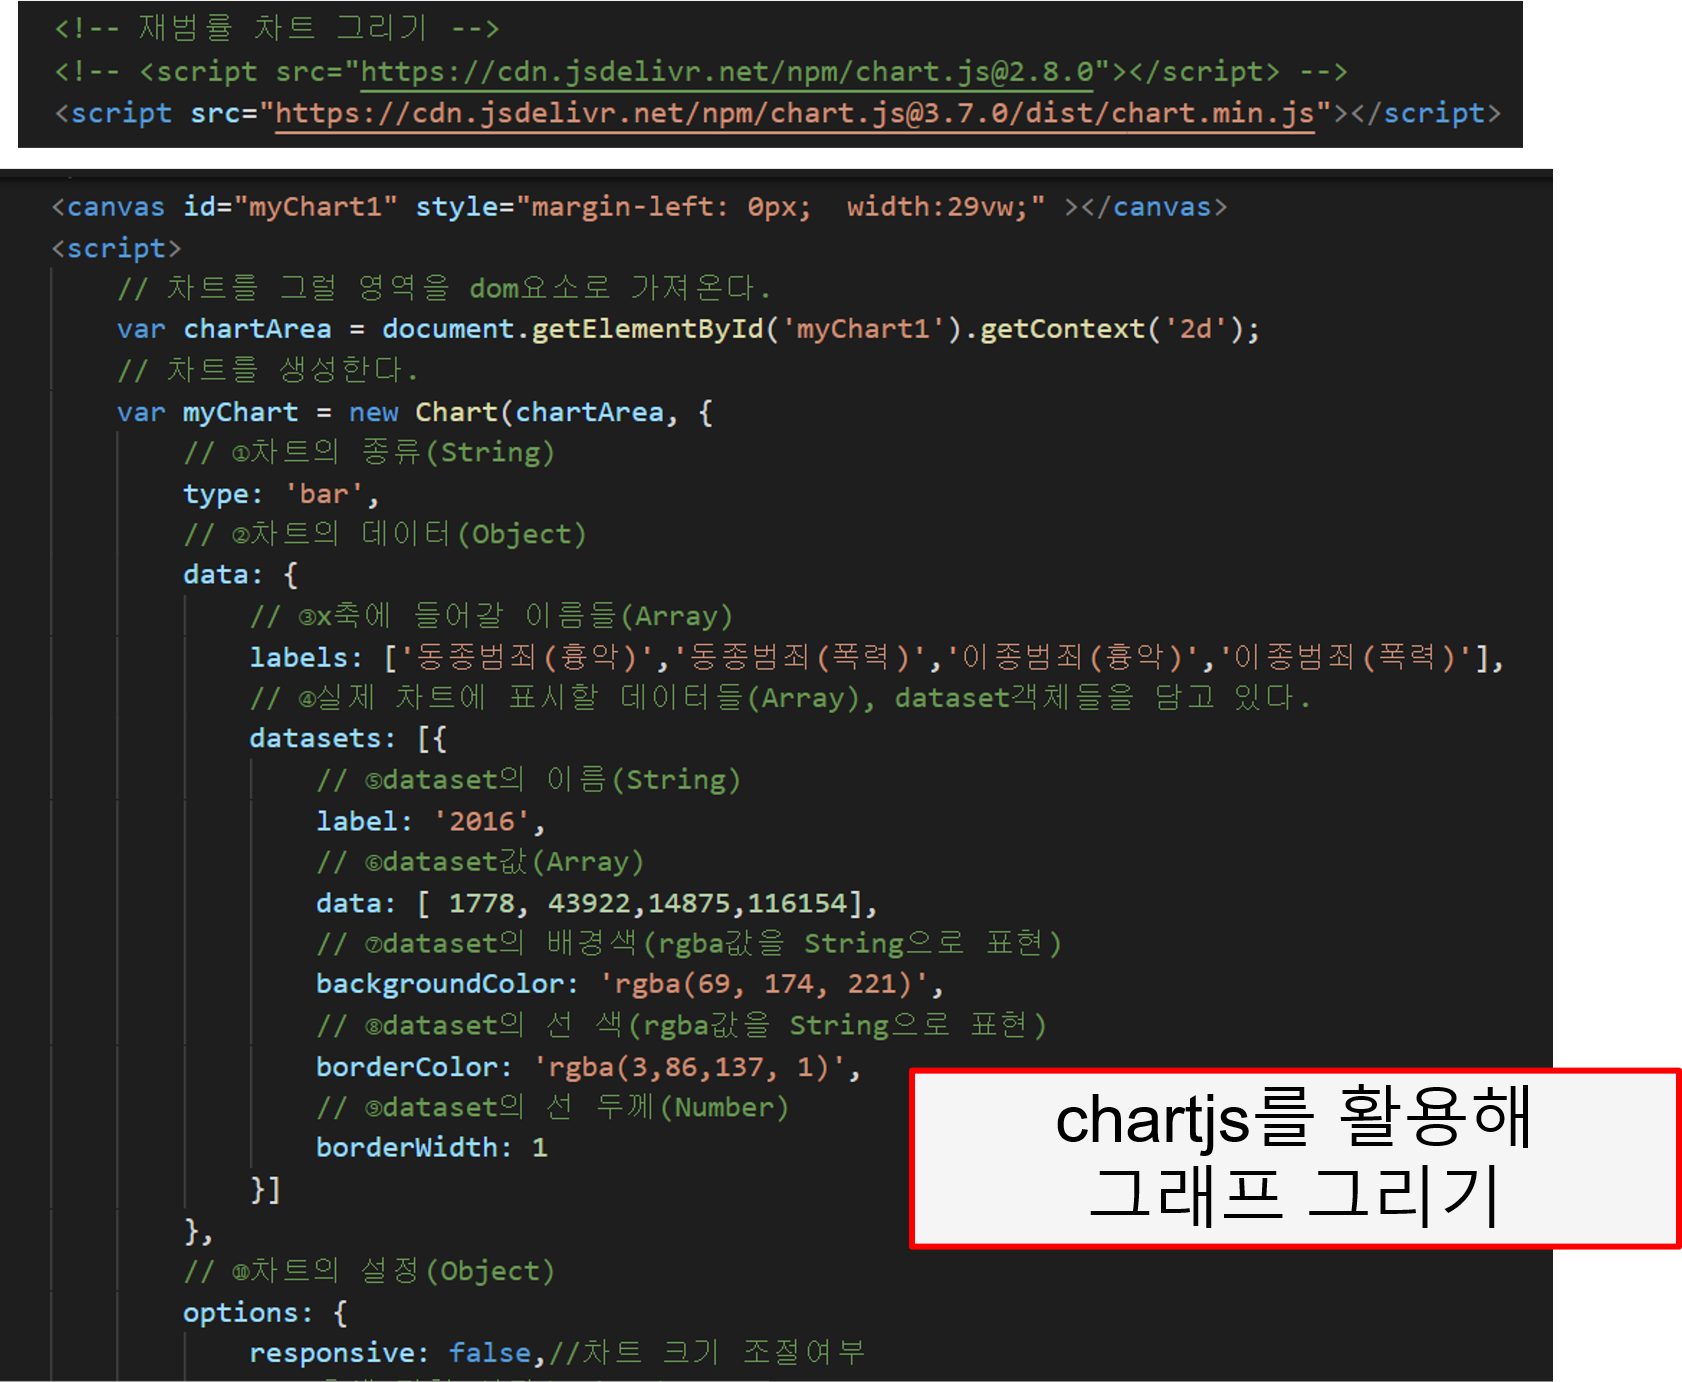 <!-- 재범률 차트 그리기 -->
<!-- <script src="https://cdn.jsdelivr.net/npm/chart.js@2.8.0"></script> -->
<script src="https://cdn.jsdelivr.net/npm/chart.js@3.7.0/dist/chart.min.js"></script>
<canvas id="myChart1" style="margin-left: 0px;  width:29vw;" ></canvas>
<script>
// 차트를 그럴 영역을 dom요소로 가져온다.
var chartArea = document.getElementById('myChart1').getContext('2d');
// 차트를 생성한다.
var myChart = new Chart(chartArea, {
// ①차트의 종류(String)
type: 'bar',
// ②차트의 데이터(Object)
data: {
// ③x축에 들어갈 이름들(Array)
labels: ['동종범죄(흉악)','동종범죄(폭력)','이종범죄(흉악)','이종범죄(폭력)'],
// ④실제 차트에 표시할 데이터들(Array), dataset객체들을 담고 있다.
datasets: [{
// ⑤dataset의 이름(String)
label: '2016',
// ⑥dataset값(Array)
data: [ 1778, 43922,14875,116154],
// ⑦dataset의 배경색(rgba값을 String으로 표현)
backgroundColor: 'rgba(69, 174, 221)',
// ⑧dataset의 선 색(rgba값을 String으로 표현)
borderColor: 'rgba(3,86,137, 1)',
// ⑨dataset의 선 두께(Number)
borderWidth: 1
}]
},
// ⑩차트의 설정(Object)
options: {
responsive: false,//차트 크기 조절여부
chartjs를 활용해
그래프 그리기